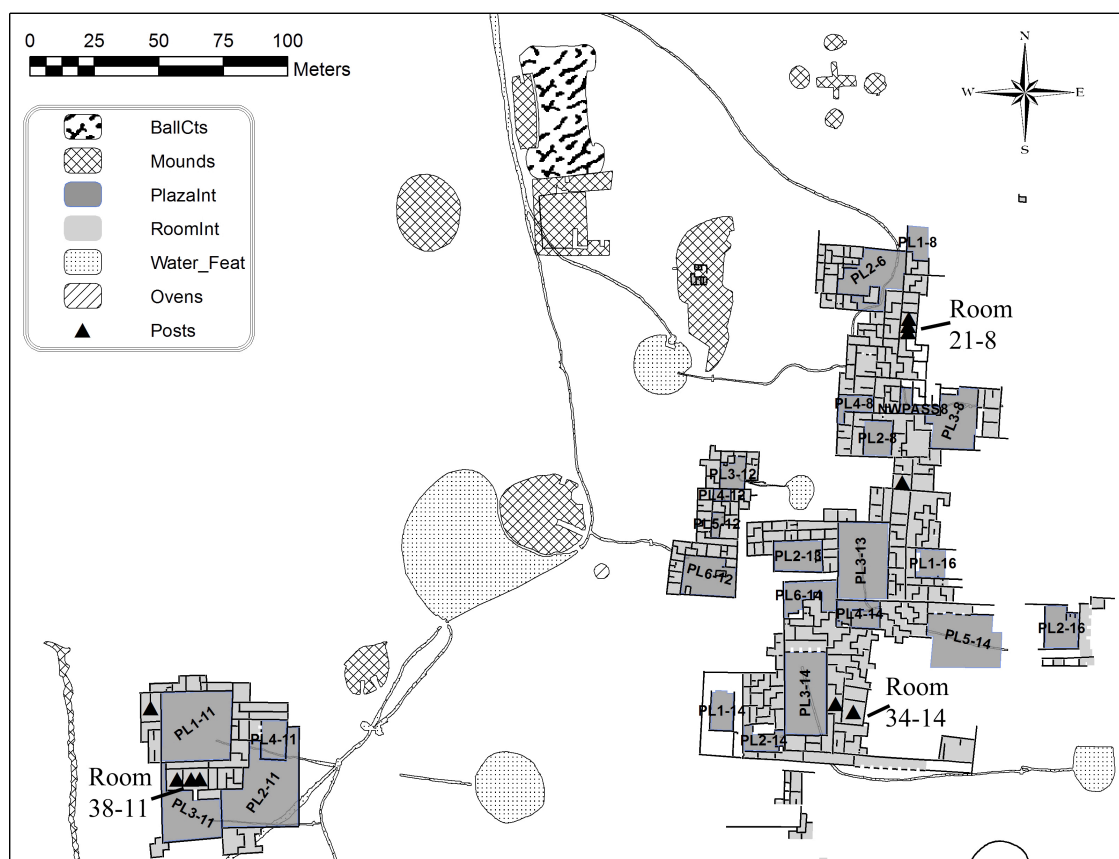 0 25 50 75 100
Meters
BallCts
Mounds
PlazaInt
RoomInt
Water_Feat
Ovens
Posts
N
W E
S
PL1-8
PL2-6
Room
21-8
PL4-8
NWPASS8
PL3-8
PL2-8
PL3-12
PL4-12
PL5-12
PL6-12
PL2-13
PL3-13
PL1-16
PL6-14
PL4-14
PL5-14
PL2-16
PL3-14
PL1-14
PL2-14
Room
34-14
PL1-11
PL4-11
PL2-11
PL3-11
Room
38-11